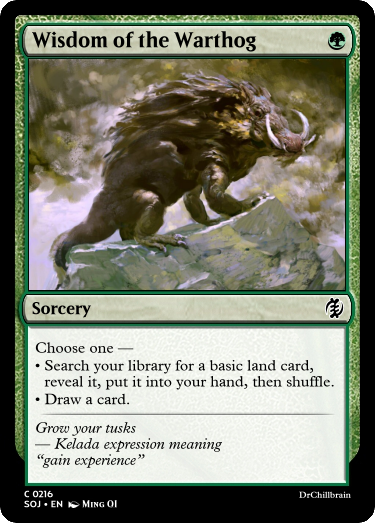 Wisdom of the Warthog
Sorcery
Choose one —
• Search your library for a basic land card,
reveal it, put it into your hand, then shuffle.
• Draw a card.
Grow your tusks
— Kelada expression meaning
“gain experience”
C 0216
SOJ • EN Ming OI
DrChillbrain